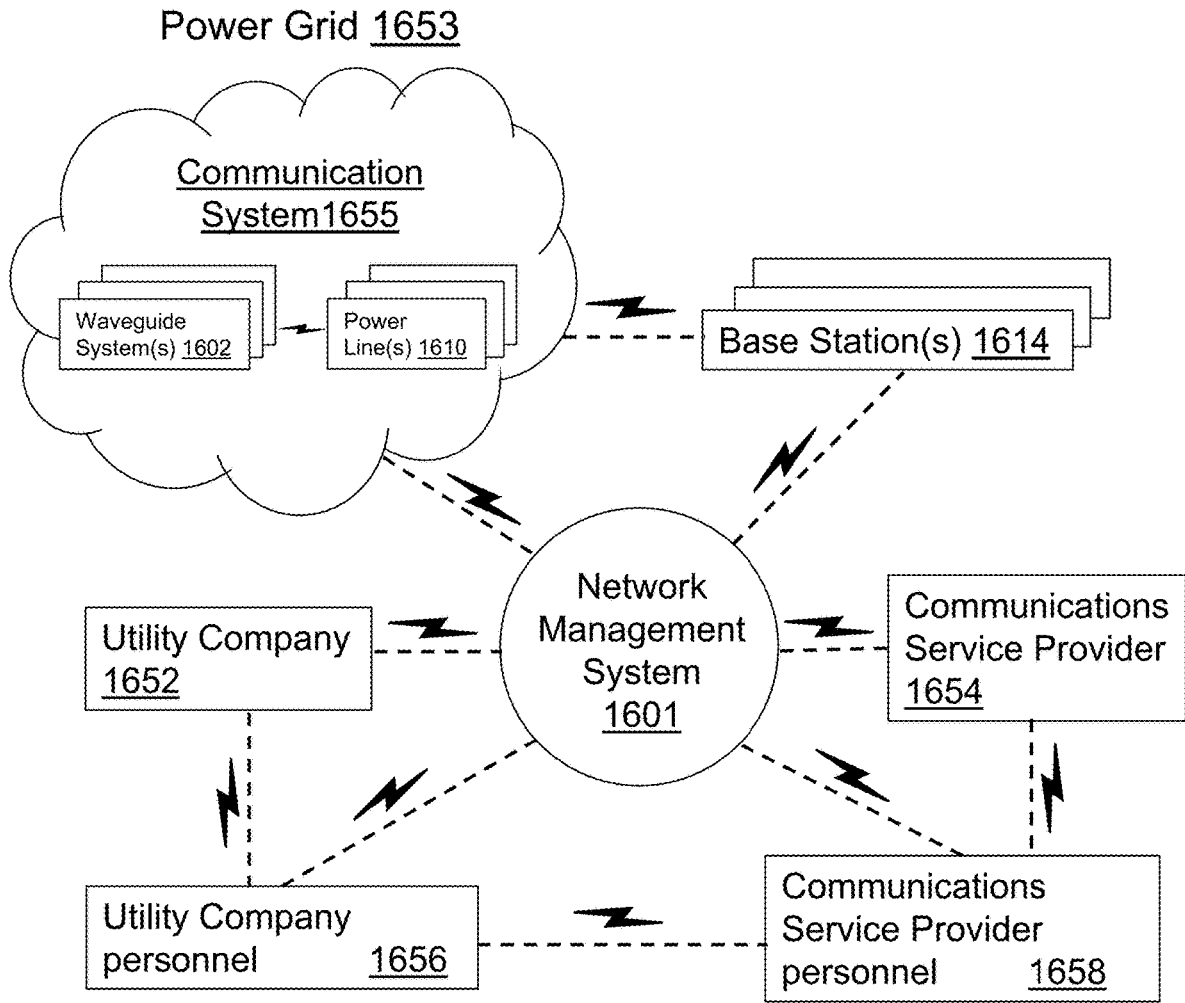 Power Grid 1653
Communication
System1655
Waveguide
System(s) 1602
Power
Line(s) 1610
Base Station(s) 1614
Network
Management
System
1601
Utility Company
1652
Communications
Service Provider
1654
Utility Company
personnel 1656
Communications
Service Provider
personnel 1658